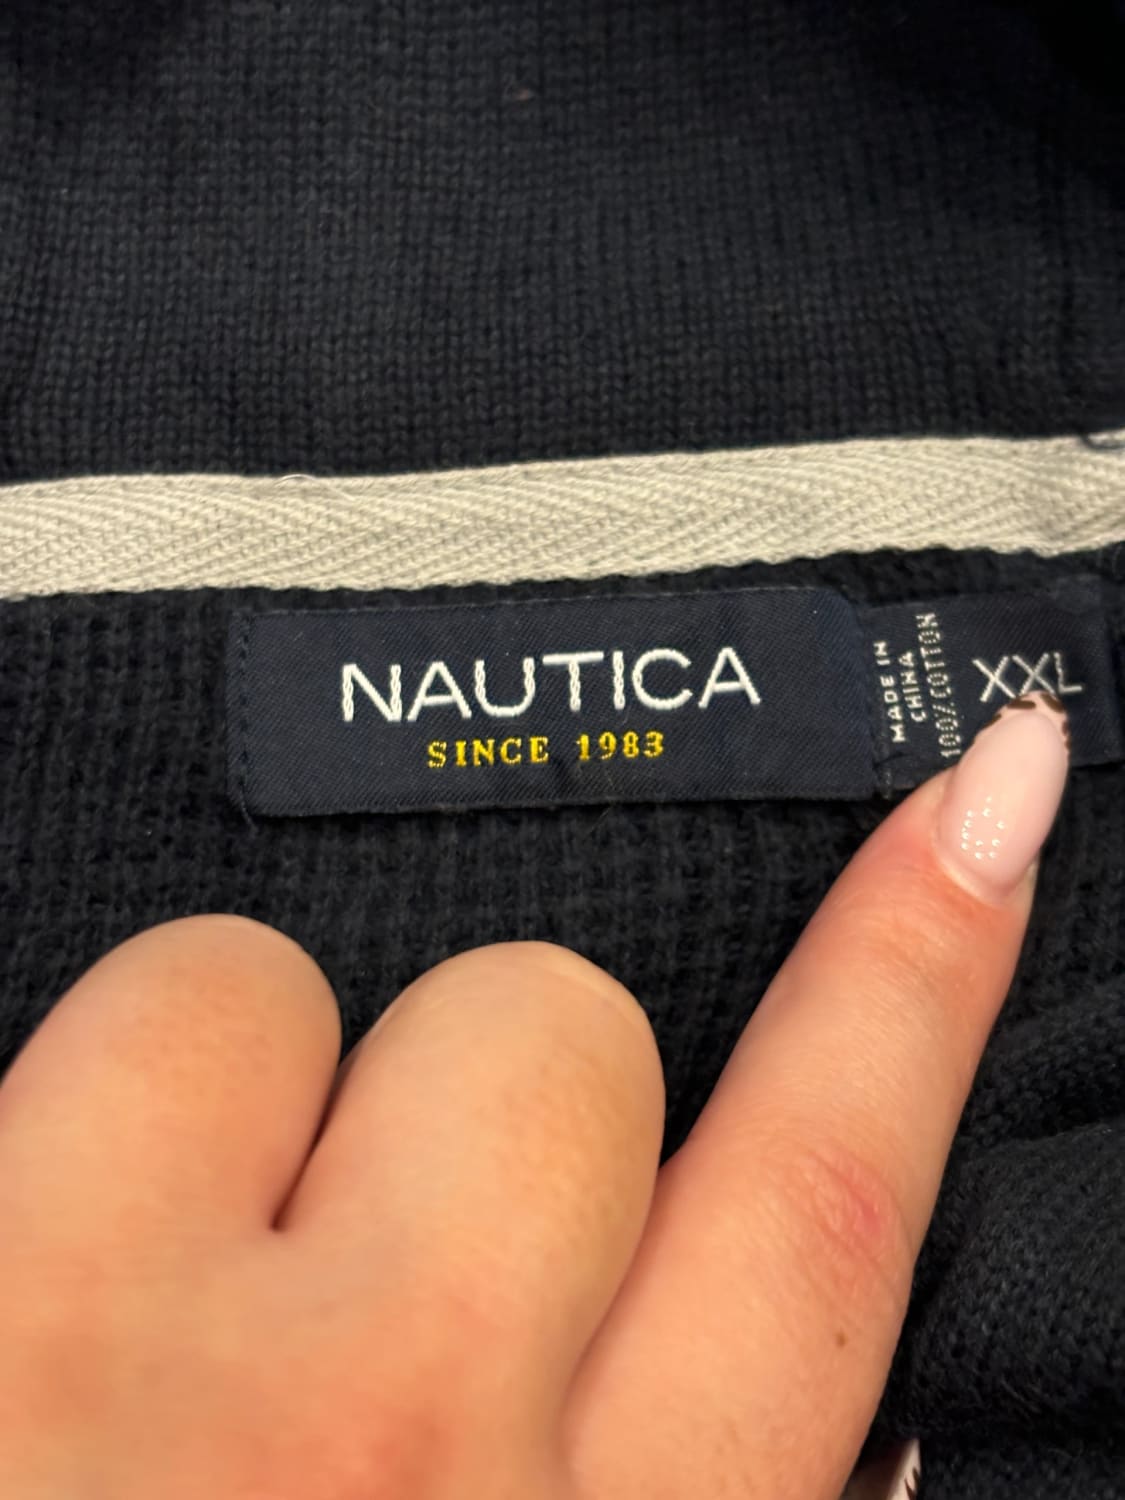 NAUTICA
SINCE 1983
MADE IN
CHINA
100% COTTON
XXL